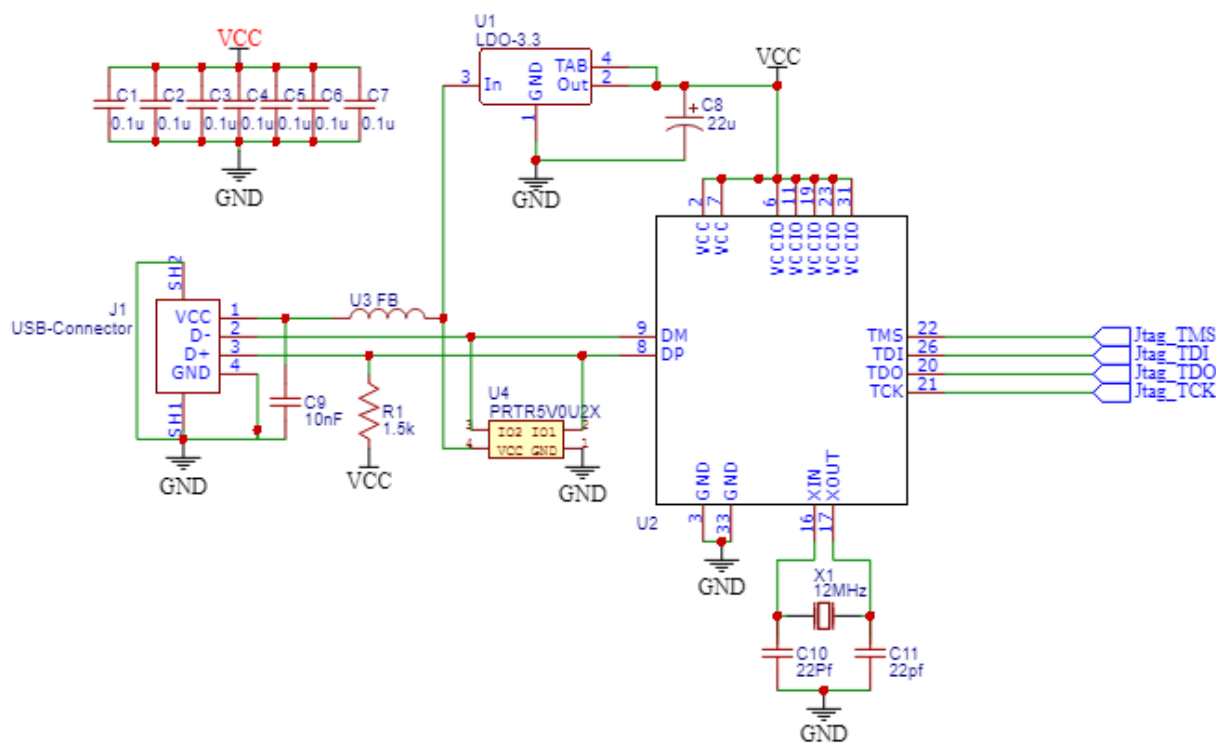 VCC
C1
C2
C3
C4
C5
C6
C7
0.1u
0.1u
0.1u
0.1u
0.1u
0.1u
0.1u
GND
U1
LDO-3.3
3
In
GND
1
TAB
4
Out
2
GND
C8
+
22u
VCC
2
7
6
11
19
23
31
VCC
VCC
VCCIO
VCCIO
VCCIO
VCCIO
VCCIO
J1
USB-Connector
SH2
VCC
1
D-
2
D+
3
GND
4
SH1
GND
C9
10nF
U3 FB
R1
1.5k
VCC
U4
PRTR5V0U2X
3
IO2 IO1
2
4
VCC GND
1
GND
9
DM
8
DP
TMS
22
Jtag_TMS
TDI
26
Jtag_TDI
TDO
20
Jtag_TDO
TCK
21
Jtag_TCK
GND
GND
3
33
U2
GND
XIN
XOUT
16
17
X1
12MHz
C10
22Pf
C11
22pf
GND